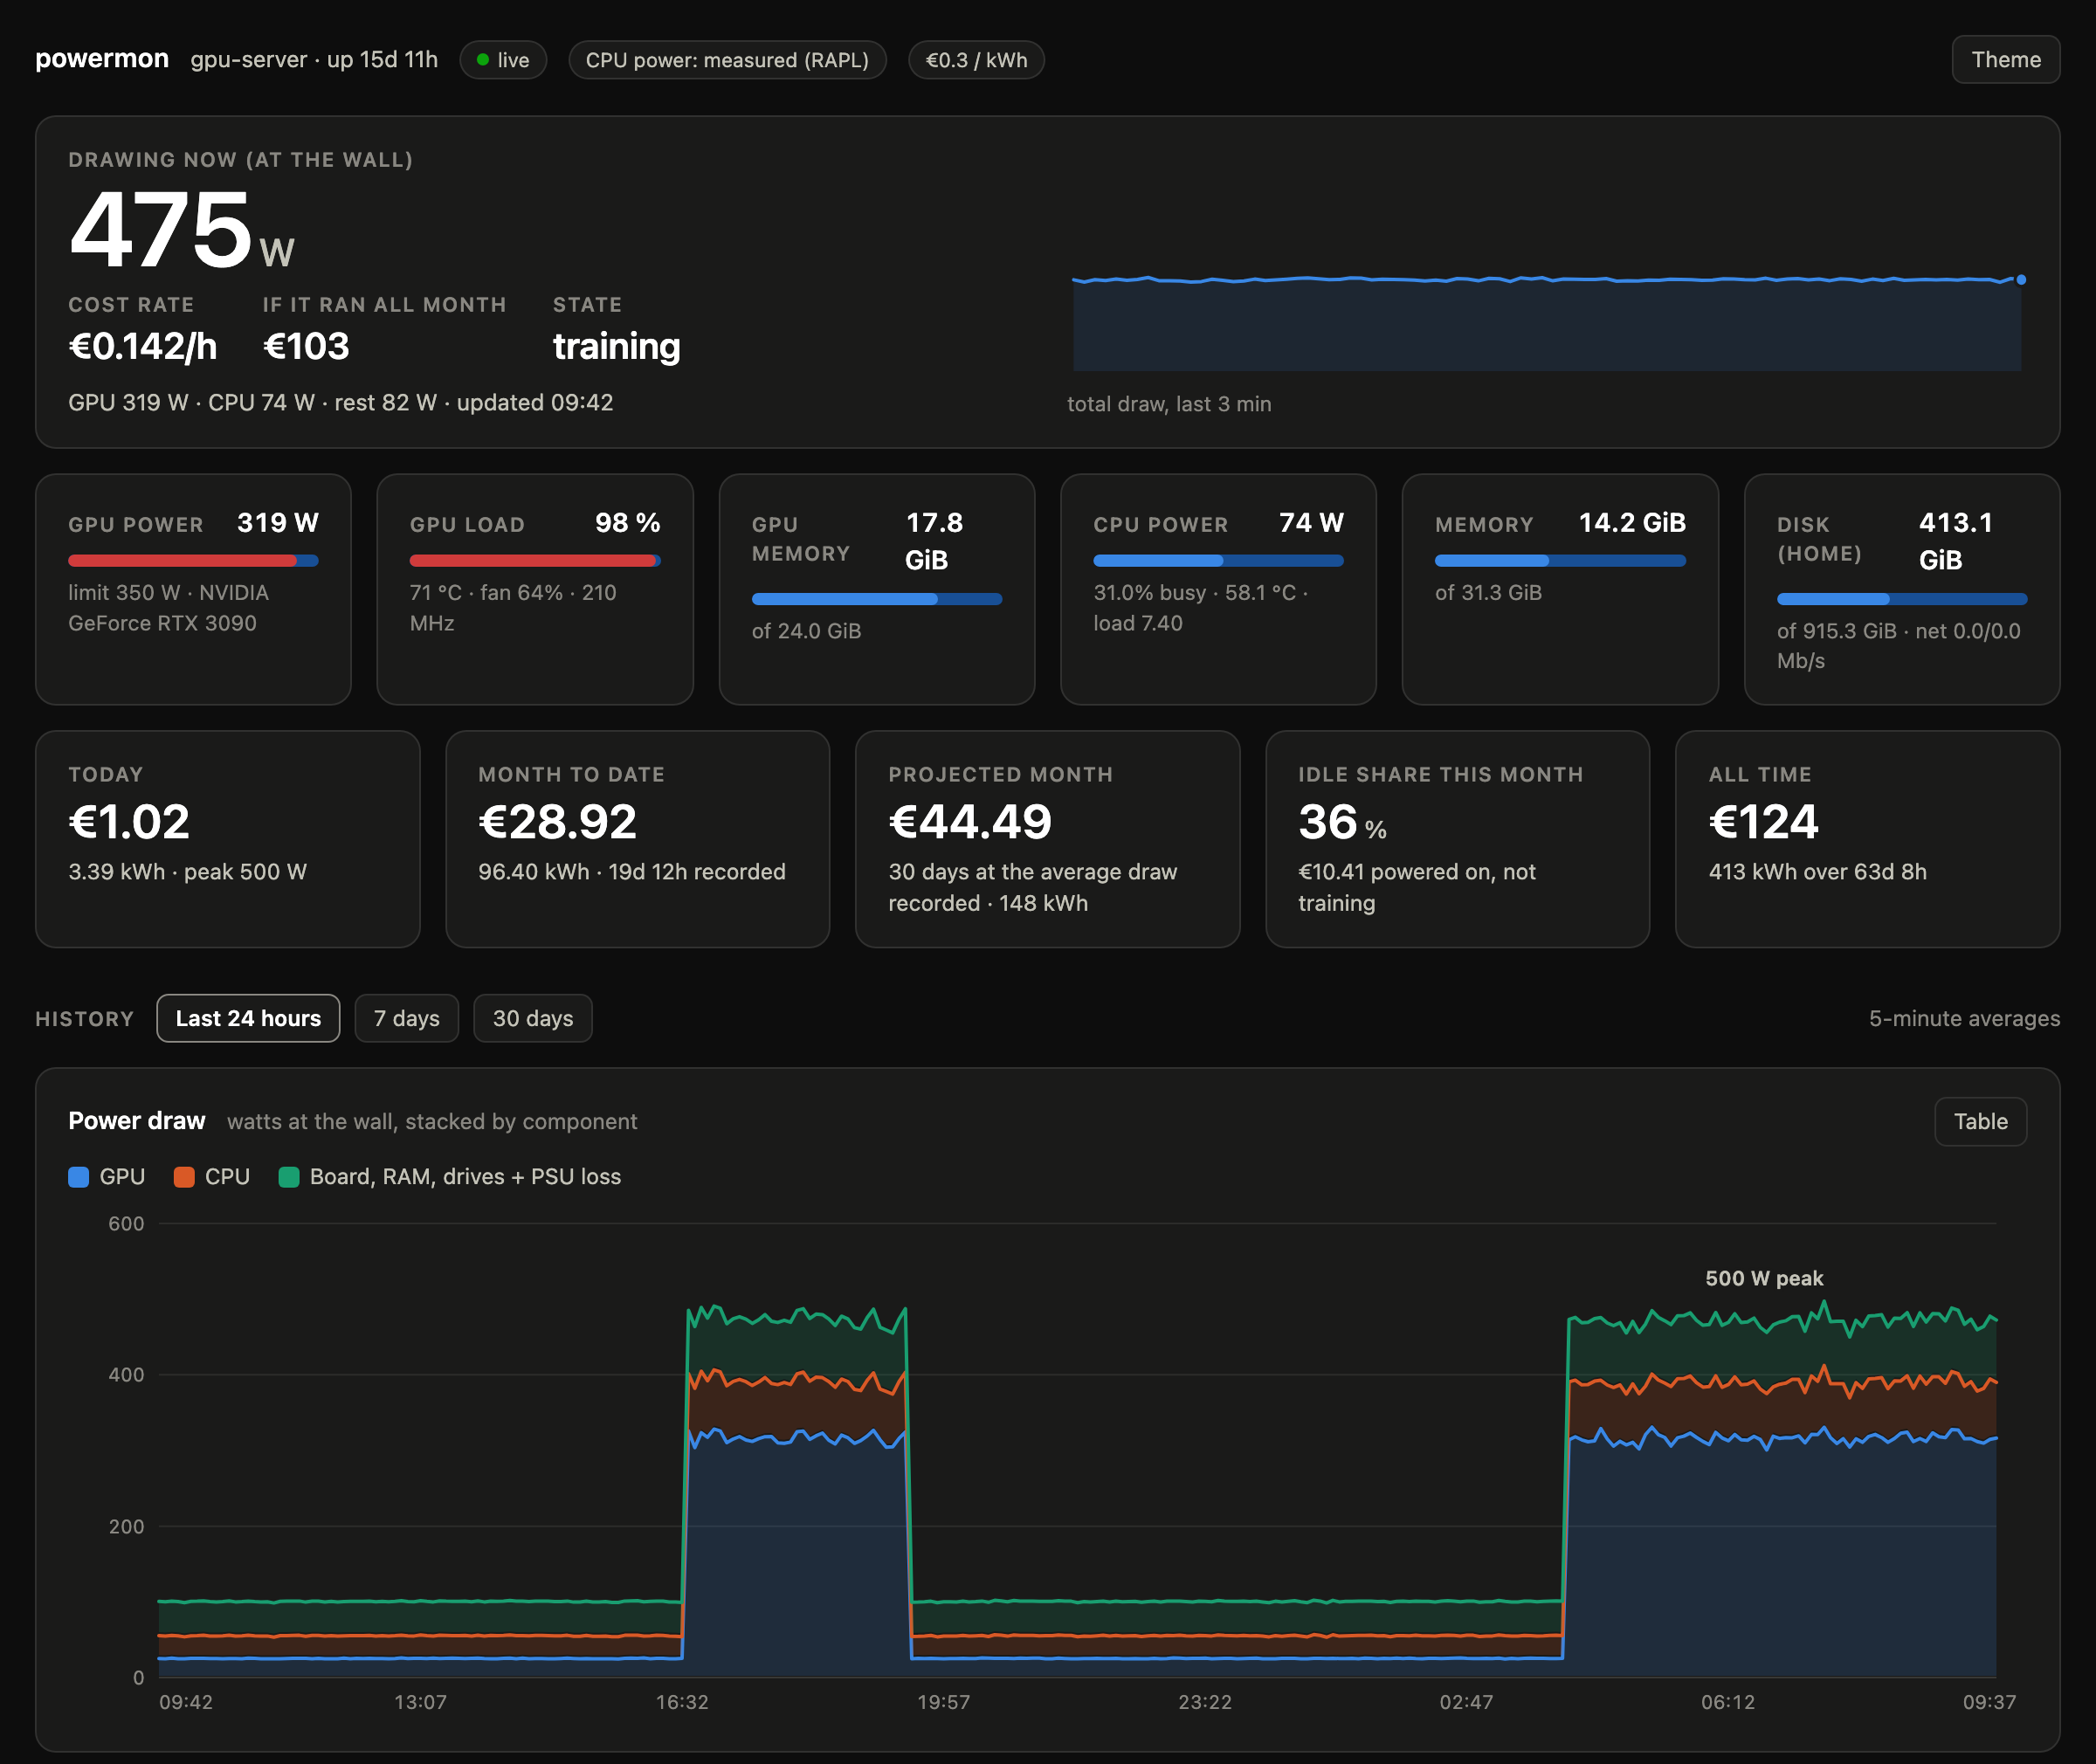 powermon gpu-server · up 15d 11h live CPU power: measured (RAPL) €0.3 / kWh Theme
DRAWING NOW (AT THE WALL)
475 W
COST RATE IF IT RAN ALL MONTH STATE
€0.142/h €103 training
GPU 319 W · CPU 74 W · rest 82 W · updated 09:42
total draw, last 3 min
GPU POWER 319 W
limit 350 W · NVIDIA
GeForce RTX 3090
GPU LOAD 98 %
71 °C · fan 64% · 210
MHz
GPU
MEMORY
17.8
GiB
of 24.0 GiB
CPU POWER 74 W
31.0% busy · 58.1 °C ·
load 7.40
MEMORY 14.2 GiB
of 31.3 GiB
DISK
(HOME)
413.1
GiB
of 915.3 GiB · net 0.0/0.0
Mb/s
TODAY
€1.02
3.39 kWh · peak 500 W
MONTH TO DATE
€28.92
96.40 kWh · 19d 12h recorded
PROJECTED MONTH
€44.49
30 days at the average draw
recorded · 148 kWh
IDLE SHARE THIS MONTH
36 %
€10.41 powered on, not
training
ALL TIME
€124
413 kWh over 63d 8h
HISTORY Last 24 hours 7 days 30 days 5-minute averages
Power draw watts at the wall, stacked by component Table
GPU CPU Board, RAM, drives + PSU loss
600
500 W peak
400
200
0
09:42 13:07 16:32 19:57 23:22 02:47 06:12 09:37